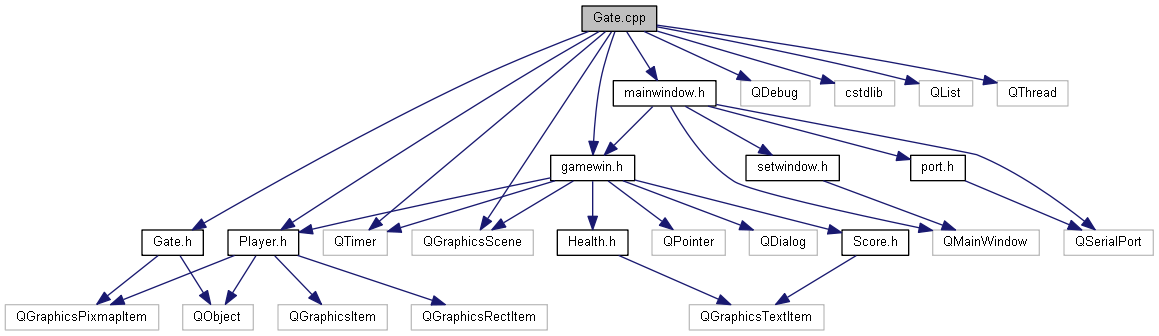 Gate.cpp
mainwindow.h
QDebug
cstdlib
QList
QThread
gamewin.h
setwindow.h
port.h
Gate.h
Player.h
QTimer
QGraphicsScene
Health.h
QPointer
QDialog
Score.h
QMainWindow
QSerialPort
QGraphicsPixmapItem
QObject
QGraphicsItem
QGraphicsRectItem
QGraphicsTextItem